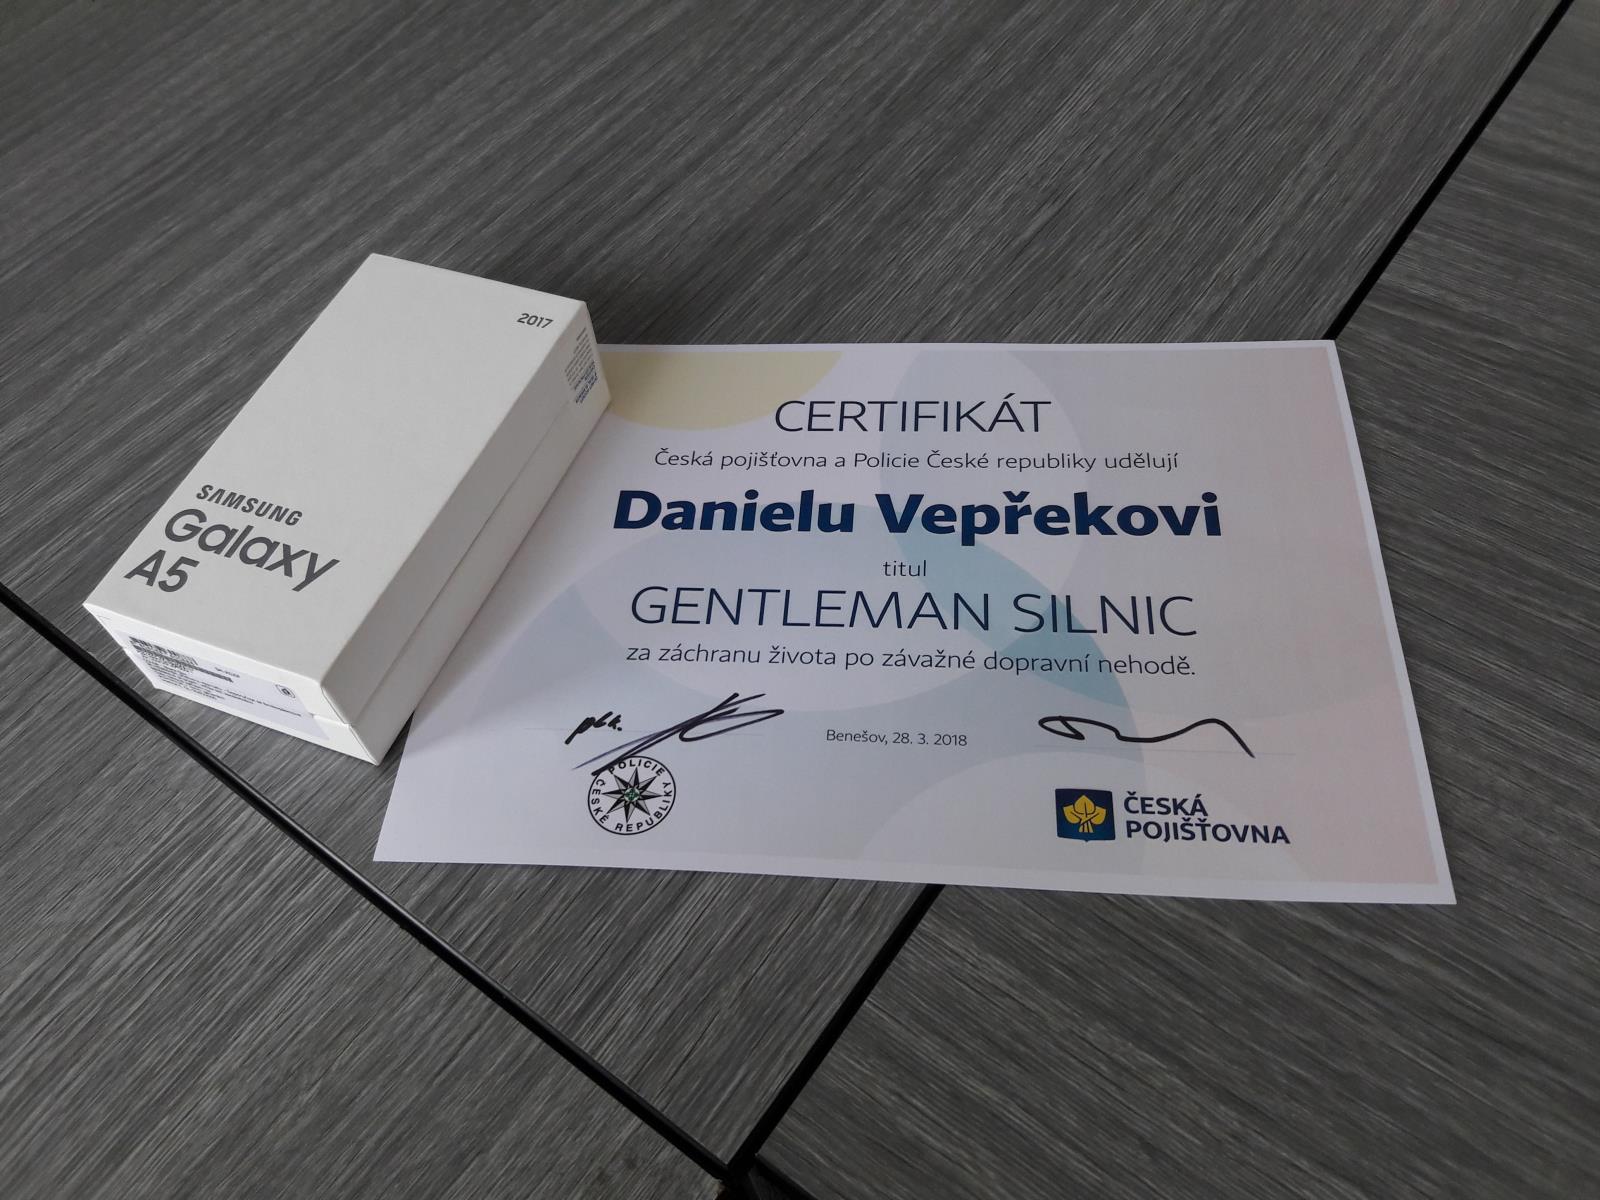 2017
SAMSUNG
Galaxy
A5
CERTIFIKÁT
Česká pojišťovna a Policie České republiky udělují
Danielu Vepřekovi
titul
GENTLEMAN SILNIC
za záchranu života po závažné dopravní nehodě.
Benešov, 28. 3. 2018
POLICIE
ČESKÉ REPUBLIKY
ČESKÁ
POJIŠŤOVNA